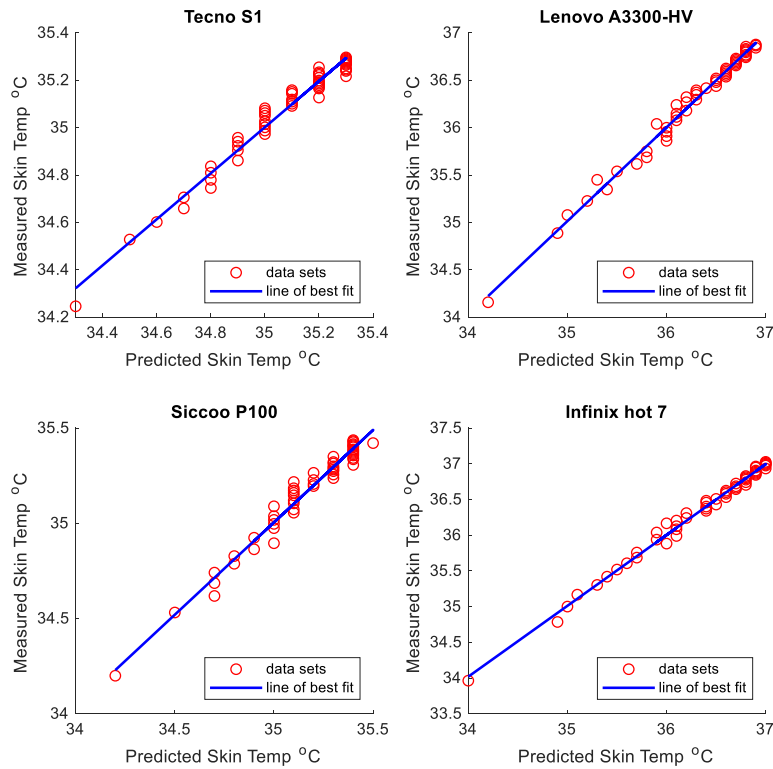 Tecno S1
35.4
35.2
35
34.8
34.6
34.4
34.2
Measured Skin Temp °C
34.4 34.6 34.8 35 35.2 35.4
Predicted Skin Temp °C
data sets
line of best fit
Lenovo A3300-HV
37
36.5
36
35.5
35
34.5
34
Measured Skin Temp °C
34 35 36 37
Predicted Skin Temp °C
data sets
line of best fit
Siccoo P100
35.5
35
34.5
34
Measured Skin Temp °C
34 34.5 35 35.5
Predicted Skin Temp °C
data sets
line of best fit
Infinix hot 7
37.5
37
36.5
36
35.5
35
34.5
34
33.5
Measured Skin Temp °C
34 35 36 37
Predicted Skin Temp °C
data sets
line of best fit